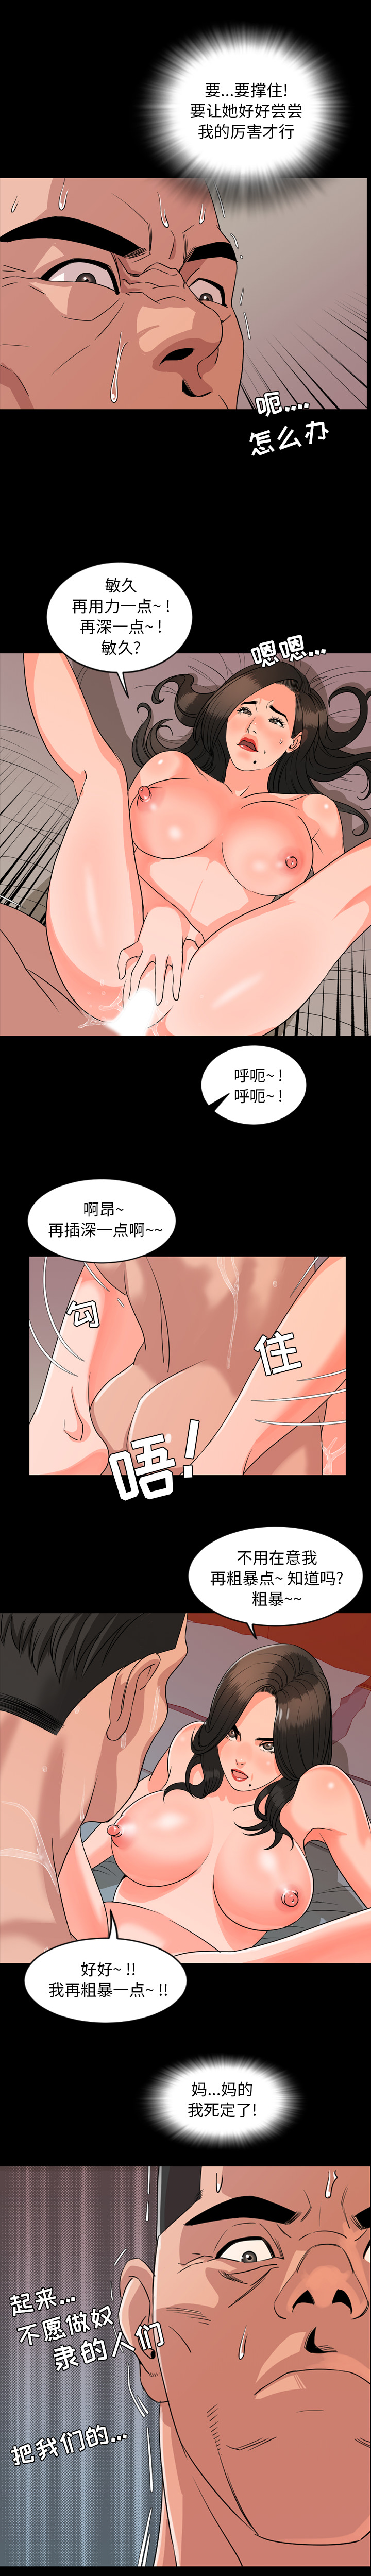 要...要撑住!
要让她好好尝尝
我的厉害才行
呃....
怎么办
敏久
再用力一点~!
再深一点~!
敏久?
嗯嗯...
呼呃~!
呼呃~!
啊昂~
再插深一点啊~~
勾
住
唔!
不用在意我
再粗暴点~ 知道吗?
粗暴~~
好好~!!
我再粗暴一点~!!
妈...妈的
我死定了!
起来...
不愿做奴
隶的人们
把我们的...